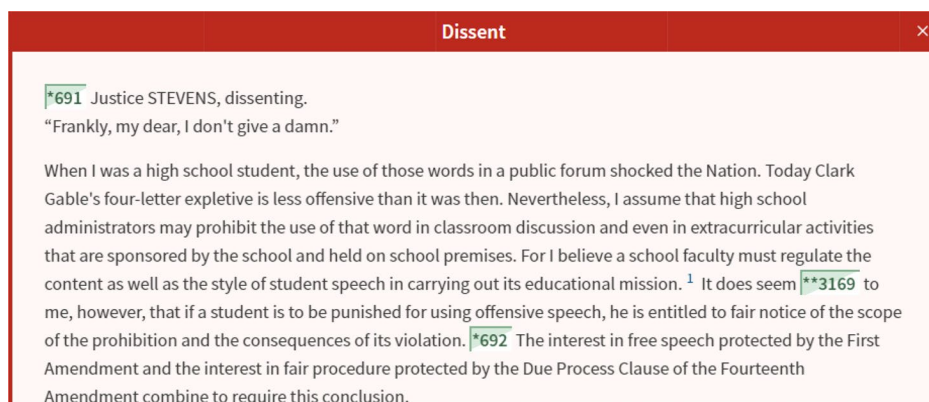 Dissent ×
*691 Justice STEVENS, dissenting.
“Frankly, my dear, I don't give a damn.”
When I was a high school student, the use of those words in a public forum shocked the Nation. Today Clark
Gable's four-letter expletive is less offensive than it was then. Nevertheless, I assume that high school
administrators may prohibit the use of that word in classroom discussion and even in extracurricular activities
that are sponsored by the school and held on school premises. For I believe a school faculty must regulate the
content as well as the style of student speech in carrying out its educational mission. 1 It does seem **3169 to
me, however, that if a student is to be punished for using offensive speech, he is entitled to fair notice of the scope
of the prohibition and the consequences of its violation. *692 The interest in free speech protected by the First
Amendment and the interest in fair procedure protected by the Due Process Clause of the Fourteenth
Amendment combine to require this conclusion.